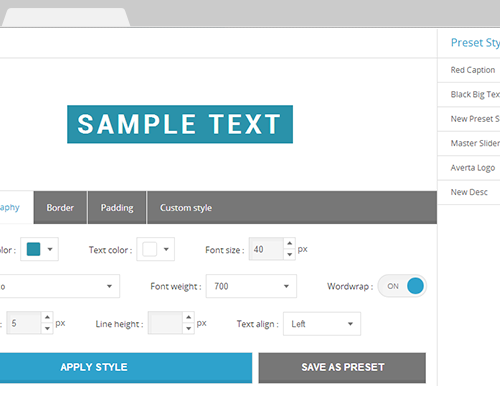 Preset Sty
Red Caption
Black Big Tex
New Preset S
Master Slider
Averta Logo
New Desc
SAMPLE TEXT
aphy Border Padding Custom style
olor : Text color : Font size : 40 px
o Font weight : 700 Wordwrap : ON
: 5 px Line height : px Text align : Left
APPLY STYLE SAVE AS PRESET